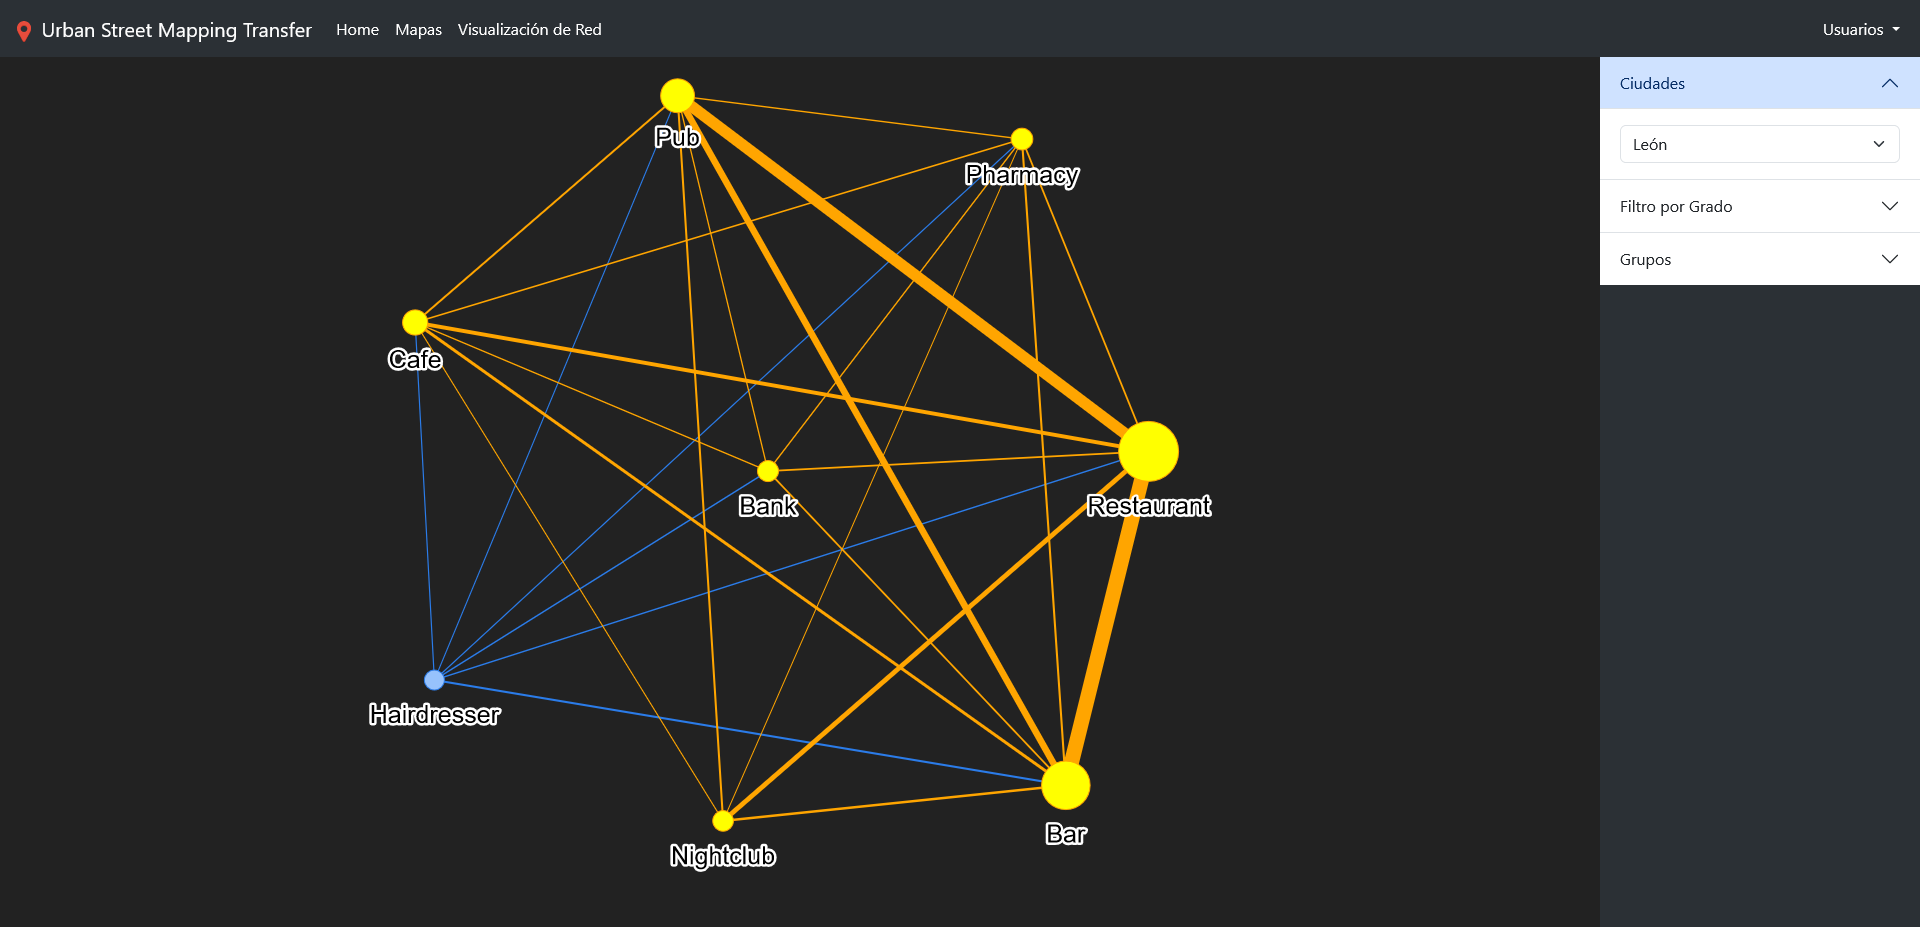 Urban Street Mapping Transfer
Home
Mapas
Visualización de Red
Usuarios
Ciudades
León
Filtro por Grado
Grupos
Pub
Pharmacy
Cafe
Bank
Restaurant
Hairdresser
Bar
Nightclub